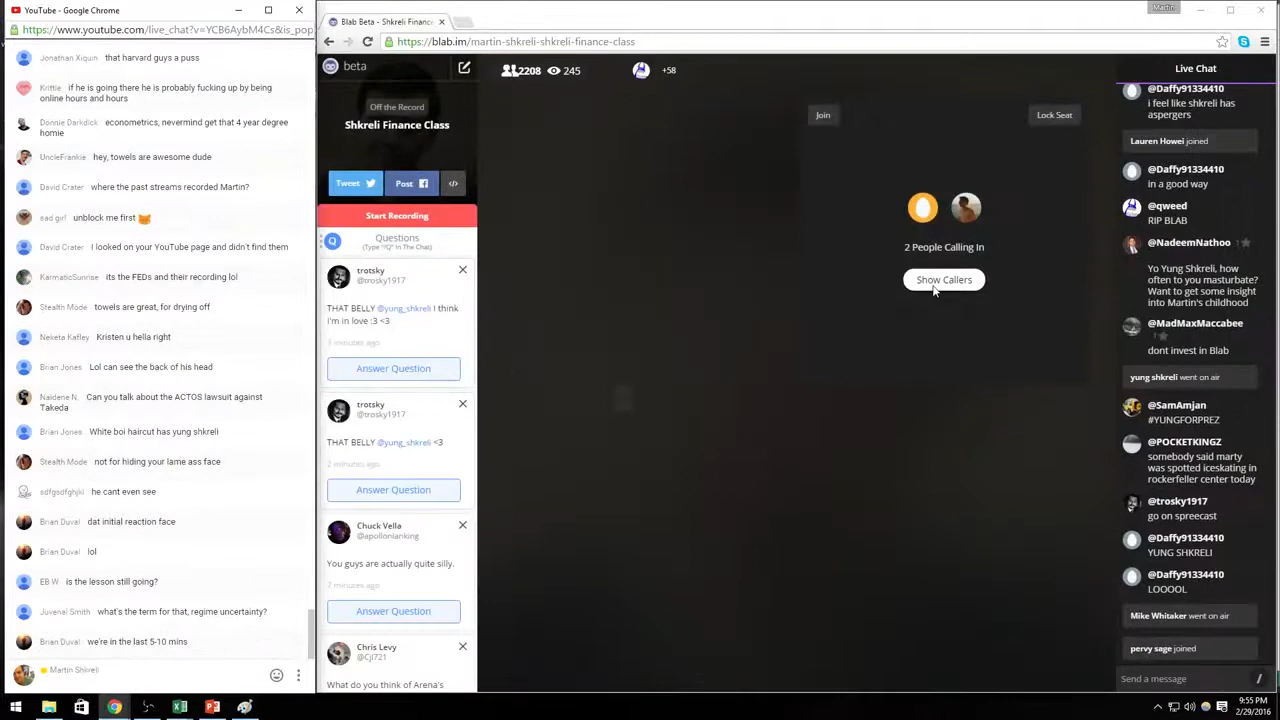 YouTube - Google Chrome
https://www.youtube.com/live_chat?v=YCB6AybM4Cs&is_pop
Jonathan Xiquin that harvard guys a puss
Krittle if he is going there he is probably fucking up by being
online hours and hours
Donnie Darkdick econometrics, nevermind get that 4 year degree
homie
UncleFrankie hey, towels are awesome dude
David Crater where the past streams recorded Martin?
sad girl unblock me first
David Crater I looked on your YouTube page and didn't find them
KarmaticSunrise its the FEDs and their recording lol
Stealth Mode towels are great, for drying off
Neketa Kafley Kristen u hella right
Brian Jones Lol can see the back of his head
Naidene N. Can you talk about the ACTOS lawsuit against
Takeda
Brian Jones White boi haircut has yung shkreli
Stealth Mode not for hiding your lame ass face
sdfgsdfghjkl he cant even see
Brian Duval dat initial reaction face
Brian Duval lol
EB W is the lesson still going?
Juvenal Smith what's the term for that, regime uncertainty?
Brian Duval we're in the last 5-10 mins
Martin Shkreli
Martin
Blab Beta - Shkreli Financ
https://blab.im/martin-shkreli-shkreli-finance-class
beta
2208 245 +58
Off the Record
Shkreli Finance Class
Tweet Post </>
Start Recording
Q Questions
(Type "/Q" In The Chat)
trotsky
@trosky1917
THAT BELLY @yung_shkreli I think
I'm in love :3 <3
3 minutes ago
Answer Question
trotsky
@trosky1917
THAT BELLY @yung_shkreli <3
2 minutes ago
Answer Question
Chuck Vella
@apollonianking
You guys are actually quite silly.
7 minutes ago
Answer Question
Chris Levy
@Cjl721
What do you think of Arena's
Join Lock Seat
2 People Calling In
Show Callers
Live Chat
@Daffy91334410
i feel like shkreli has
aspergers
Lauren Howei joined
@Daffy91334410
in a good way
@qweed
RIP BLAB
@NadeemNathoo 1
Yo Yung Shkreli, how
often to you masturbate?
Want to get some insight
into Martin's childhood
@MadMaxMaccabee
1
dont invest in Blab
yung shkreli went on air
@SamAmjan
#YUNGFORPREZ
@POCKETKINGZ
somebody said marty
was spotted iceskating in
rockerfeller center today
@trosky1917
go on spreecast
@Daffy91334410
YUNG SHKRELI
@Daffy91334410
LOOOOL
Mike Whitaker went on air
pervy sage joined
Send a message /
9:55 PM
2/29/2016